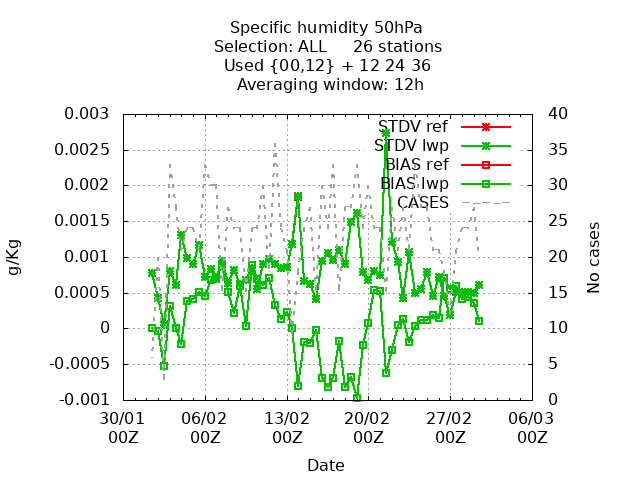 Specific humidity 50hPa
Selection: ALL 26 stations
Used {00,12} + 12 24 36
Averaging window: 12h
0.003
0.0025
0.002
0.0015
0.001
0.0005
0
-0.0005
-0.001
g/Kg
40
35
30
25
20
15
10
5
0
No cases
STDV ref
STDV lwp
BIAS ref
BIAS lwp
CASES
30/01 06/02 13/02 20/02 27/02 06/03
00Z 00Z 00Z 00Z 00Z 00Z
Date